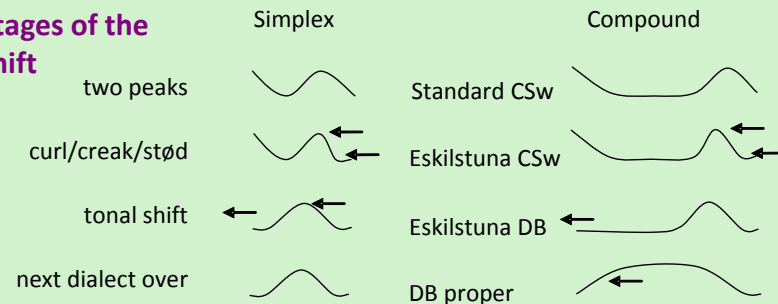 tages of the
hift
Simplex
Compound
two peaks
Standard CSw
curl/creak/stød
Eskilstuna CSw
tonal shift
Eskilstuna DB
next dialect over
DB proper